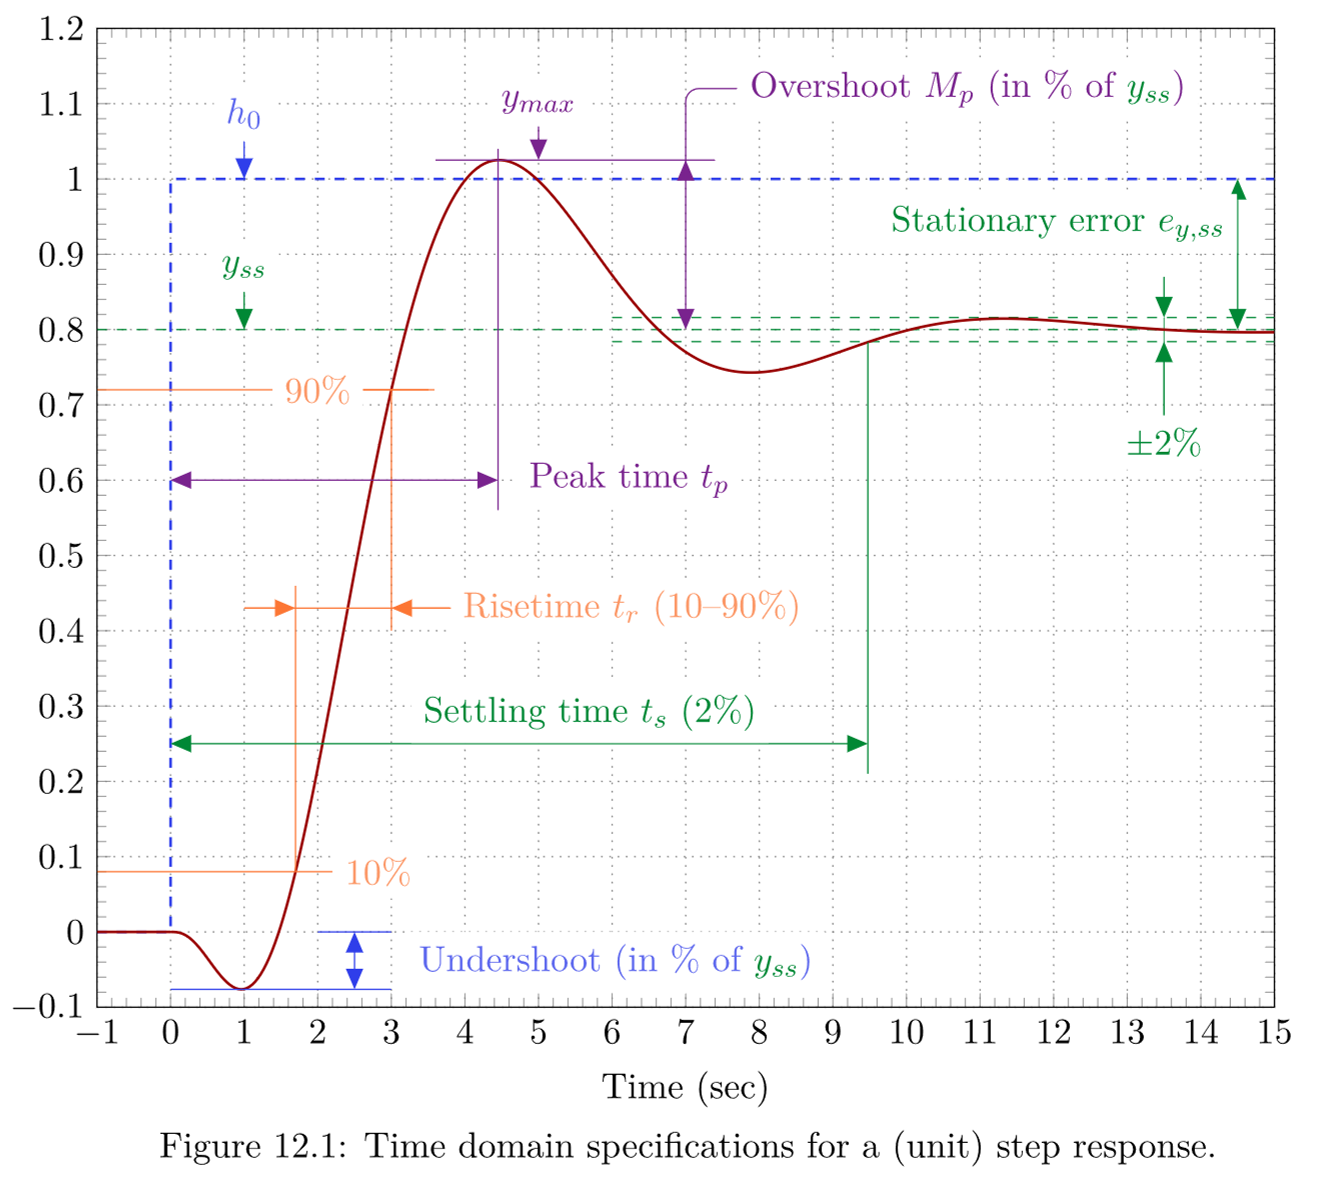 1.2
Overshoot Mp (in % of yss)
1.1
h0
ymax
1
Stationary error ey,ss
0.9
yss
0.8
90%
0.7
±2%
0.6
Peak time tp
0.5
Risetime tr (10–90%)
0.4
0.3
Settling time ts (2%)
0.2
0.1
10%
0
Undershoot (in % of yss)
−0.1
−1 0 1 2 3 4 5 6 7 8 9 10 11 12 13 14 15
Time (sec)
Figure 12.1: Time domain specifications for a (unit) step response.